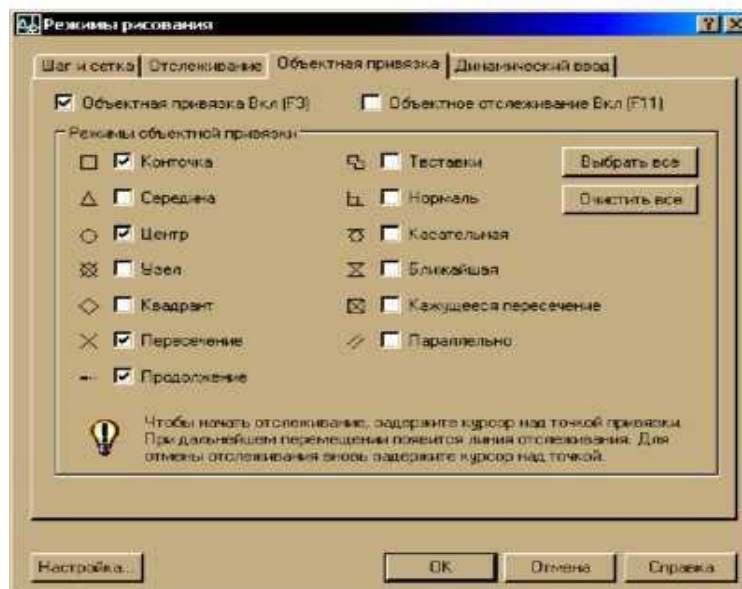 Режимы рисования
Шаг и сетка Отслеживание Объектная привязка Динамический ввод
Объектная привязка Вкл (F3) Объектное отслеживание Вкл (F11)
Режимы объектной привязки
Конточка Твставки Выбрать все
Середина Нормаль Очистить все
Центр Касательная
Узел Ближайшая
Квадрант Кажущееся пересечение
Пересечение Параллельно
Продолжение
Чтобы начать отслеживание, задержите курсор над точкой привязки.
При дальнейшем перемещении появится линия отслеживания. Для
отмены отслеживания вновь задержите курсор над точкой.
Настройка... OK Отмена Справка